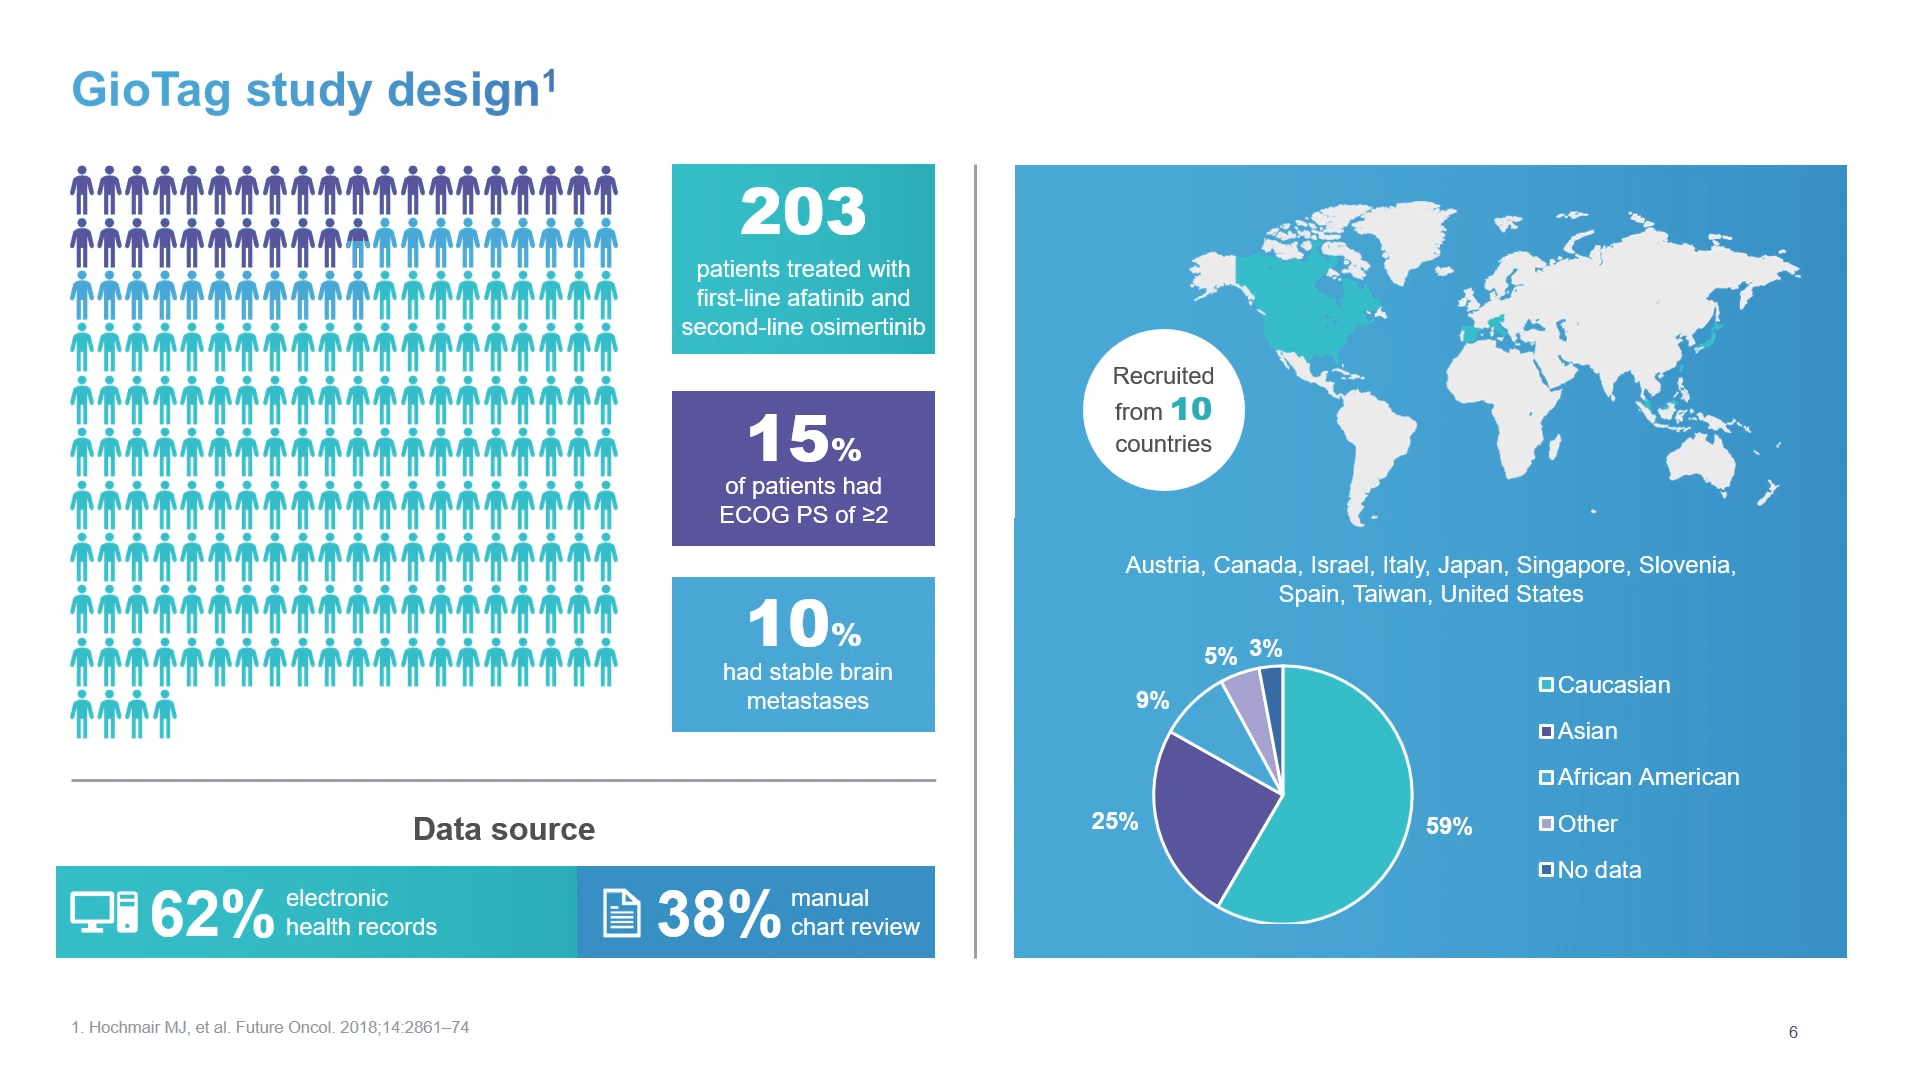 GioTag study design¹
203
patients treated with
first-line afatinib and
second-line osimertinib
15%
of patients had
ECOG PS of ≥2
10%
had stable brain
metastases
Data source
62% electronic
health records
38% manual
chart review
Recruited
from 10
countries
Austria, Canada, Israel, Italy, Japan, Singapore, Slovenia,
Spain, Taiwan, United States
5% 3%
9%
25%
59%
Caucasian
Asian
African American
Other
No data
1. Hochmair MJ, et al. Future Oncol. 2018;14:2861–74
6